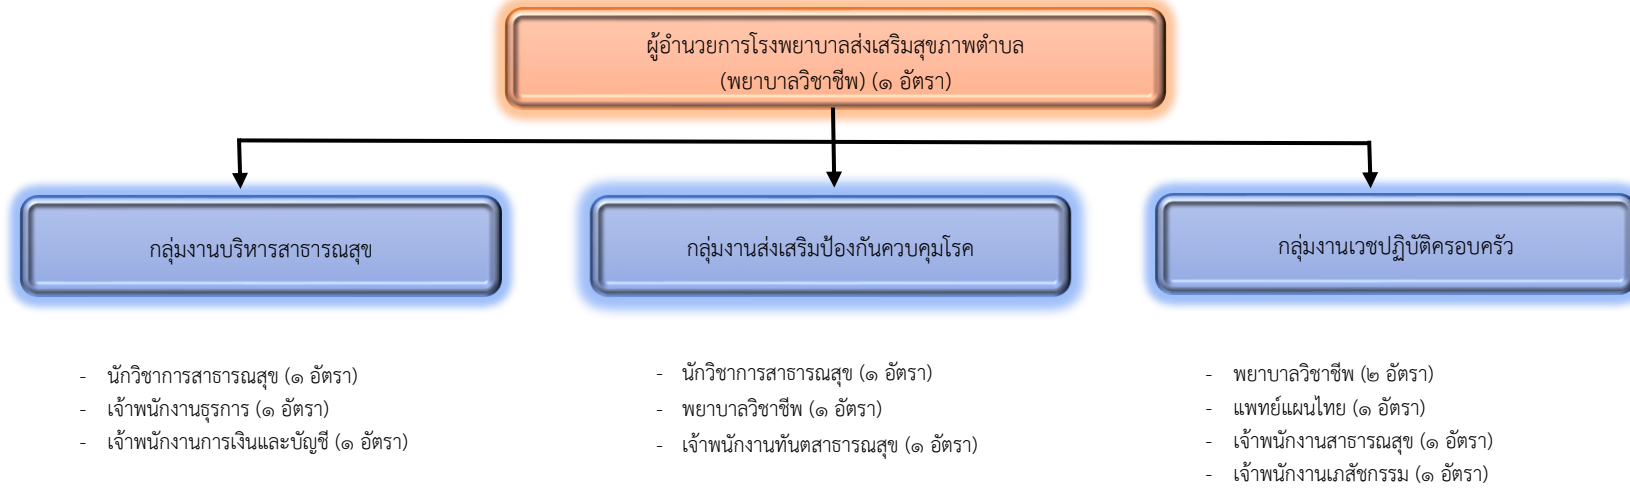 ผู้อำนวยการโรงพยาบาลส่งเสริมสุขภาพตำบล
(พยาบาลวิชาชีพ) (๑ อัตรา)
กลุ่มงานบริหารสาธารณสุข
กลุ่มงานส่งเสริมป้องกันควบคุมโรค
กลุ่มงานเวชปฏิบัติครอบครัว
- นักวิชาการสาธารณสุข (๑ อัตรา)
- เจ้าพนักงานธุรการ (๑ อัตรา)
- เจ้าพนักงานการเงินและบัญชี (๑ อัตรา)
- นักวิชาการสาธารณสุข (๑ อัตรา)
- พยาบาลวิชาชีพ (๑ อัตรา)
- เจ้าพนักงานทันตสาธารณสุข (๑ อัตรา)
- พยาบาลวิชาชีพ (๒ อัตรา)
- แพทย์แผนไทย (๑ อัตรา)
- เจ้าพนักงานสาธารณสุข (๑ อัตรา)
- เจ้าพนักงานเภสัชกรรม (๑ อัตรา)